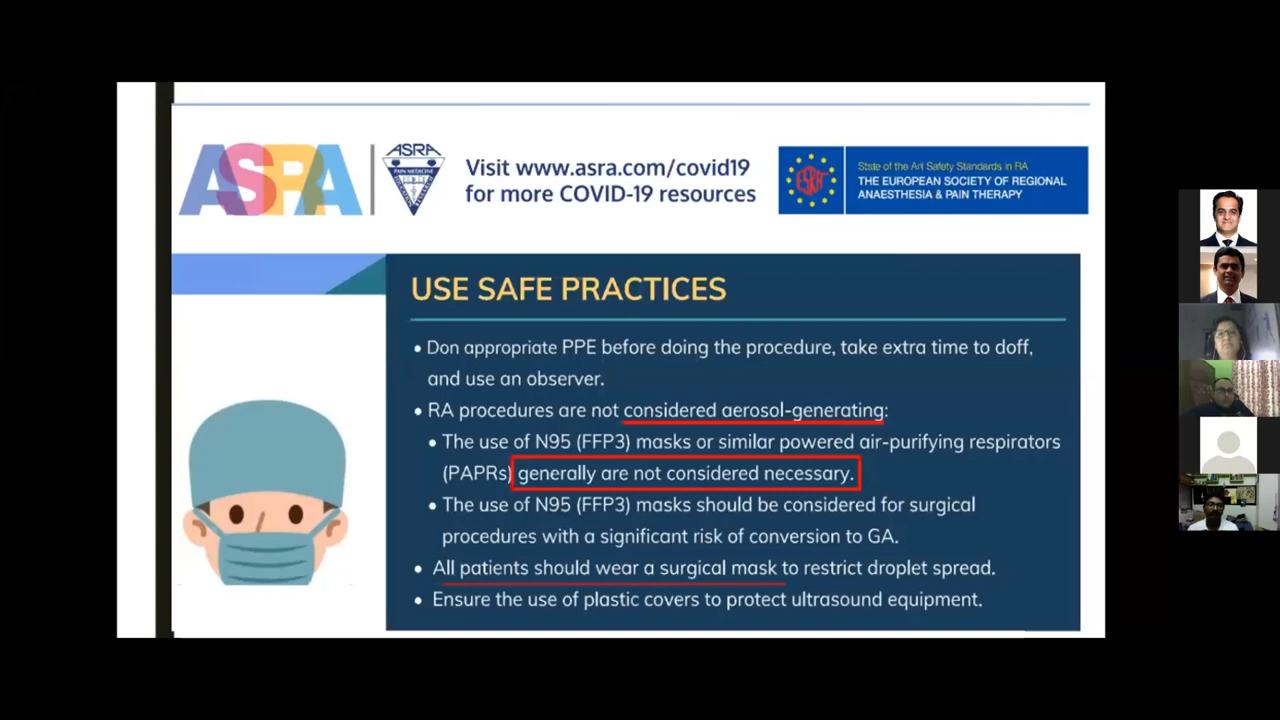 ASRA
ASRA
PAIN MEDICINE
Visit www.asra.com/covid19
for more COVID-19 resources
ESRA
State of the Art Safety Standards in RA
THE EUROPEAN SOCIETY OF REGIONAL
ANAESTHESIA & PAIN THERAPY
USE SAFE PRACTICES
• Don appropriate PPE before doing the procedure, take extra time to doff,
and use an observer.
• RA procedures are not considered aerosol-generating:
• The use of N95 (FFP3) masks or similar powered air-purifying respirators
(PAPRs) generally are not considered necessary.
• The use of N95 (FFP3) masks should be considered for surgical
procedures with a significant risk of conversion to GA.
• All patients should wear a surgical mask to restrict droplet spread.
• Ensure the use of plastic covers to protect ultrasound equipment.